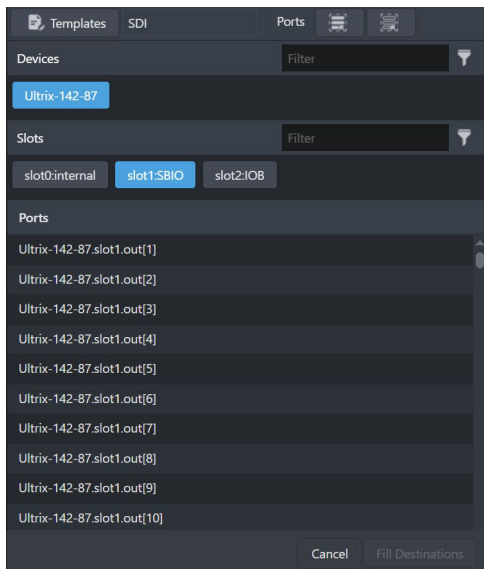 Templates SDI Ports
Devices Filter
Ultrix-142-87
Slots Filter
slot0:internal slot1:SBIO slot2:IOB
Ports
Ultrix-142-87.slot1.out[1]
Ultrix-142-87.slot1.out[2]
Ultrix-142-87.slot1.out[3]
Ultrix-142-87.slot1.out[4]
Ultrix-142-87.slot1.out[5]
Ultrix-142-87.slot1.out[6]
Ultrix-142-87.slot1.out[7]
Ultrix-142-87.slot1.out[8]
Ultrix-142-87.slot1.out[9]
Ultrix-142-87.slot1.out[10]
Cancel Fill Destinations